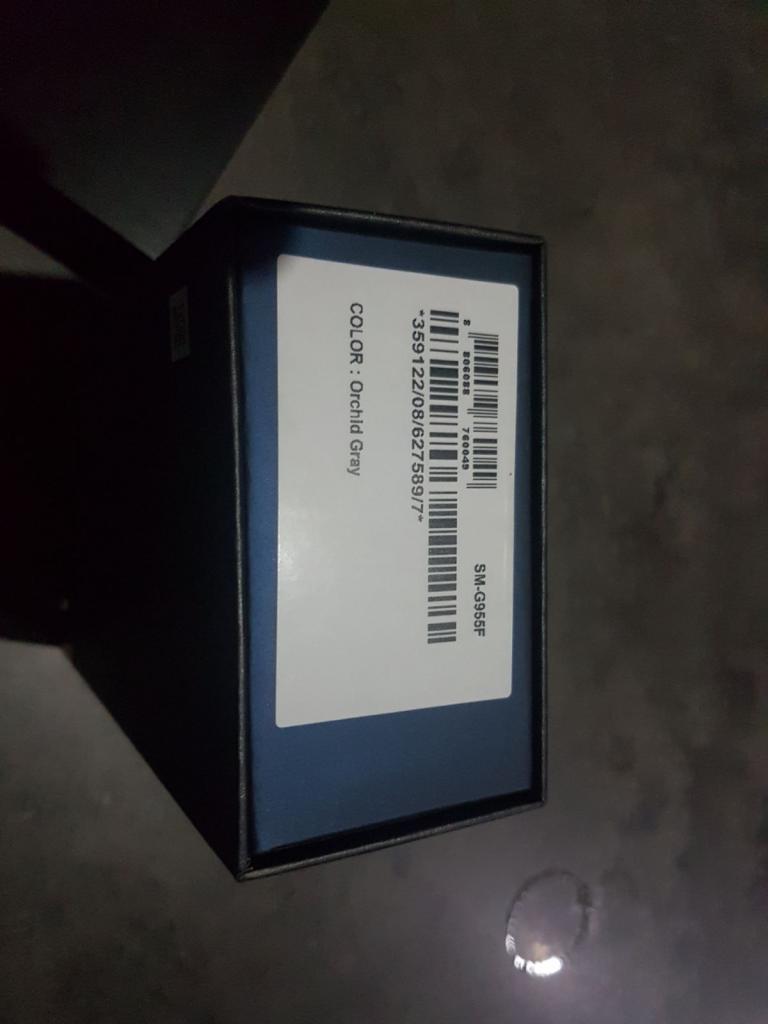 SM-G955F
8 806088 760049
*359122/08/627589/7*
COLOR : Orchid Gray